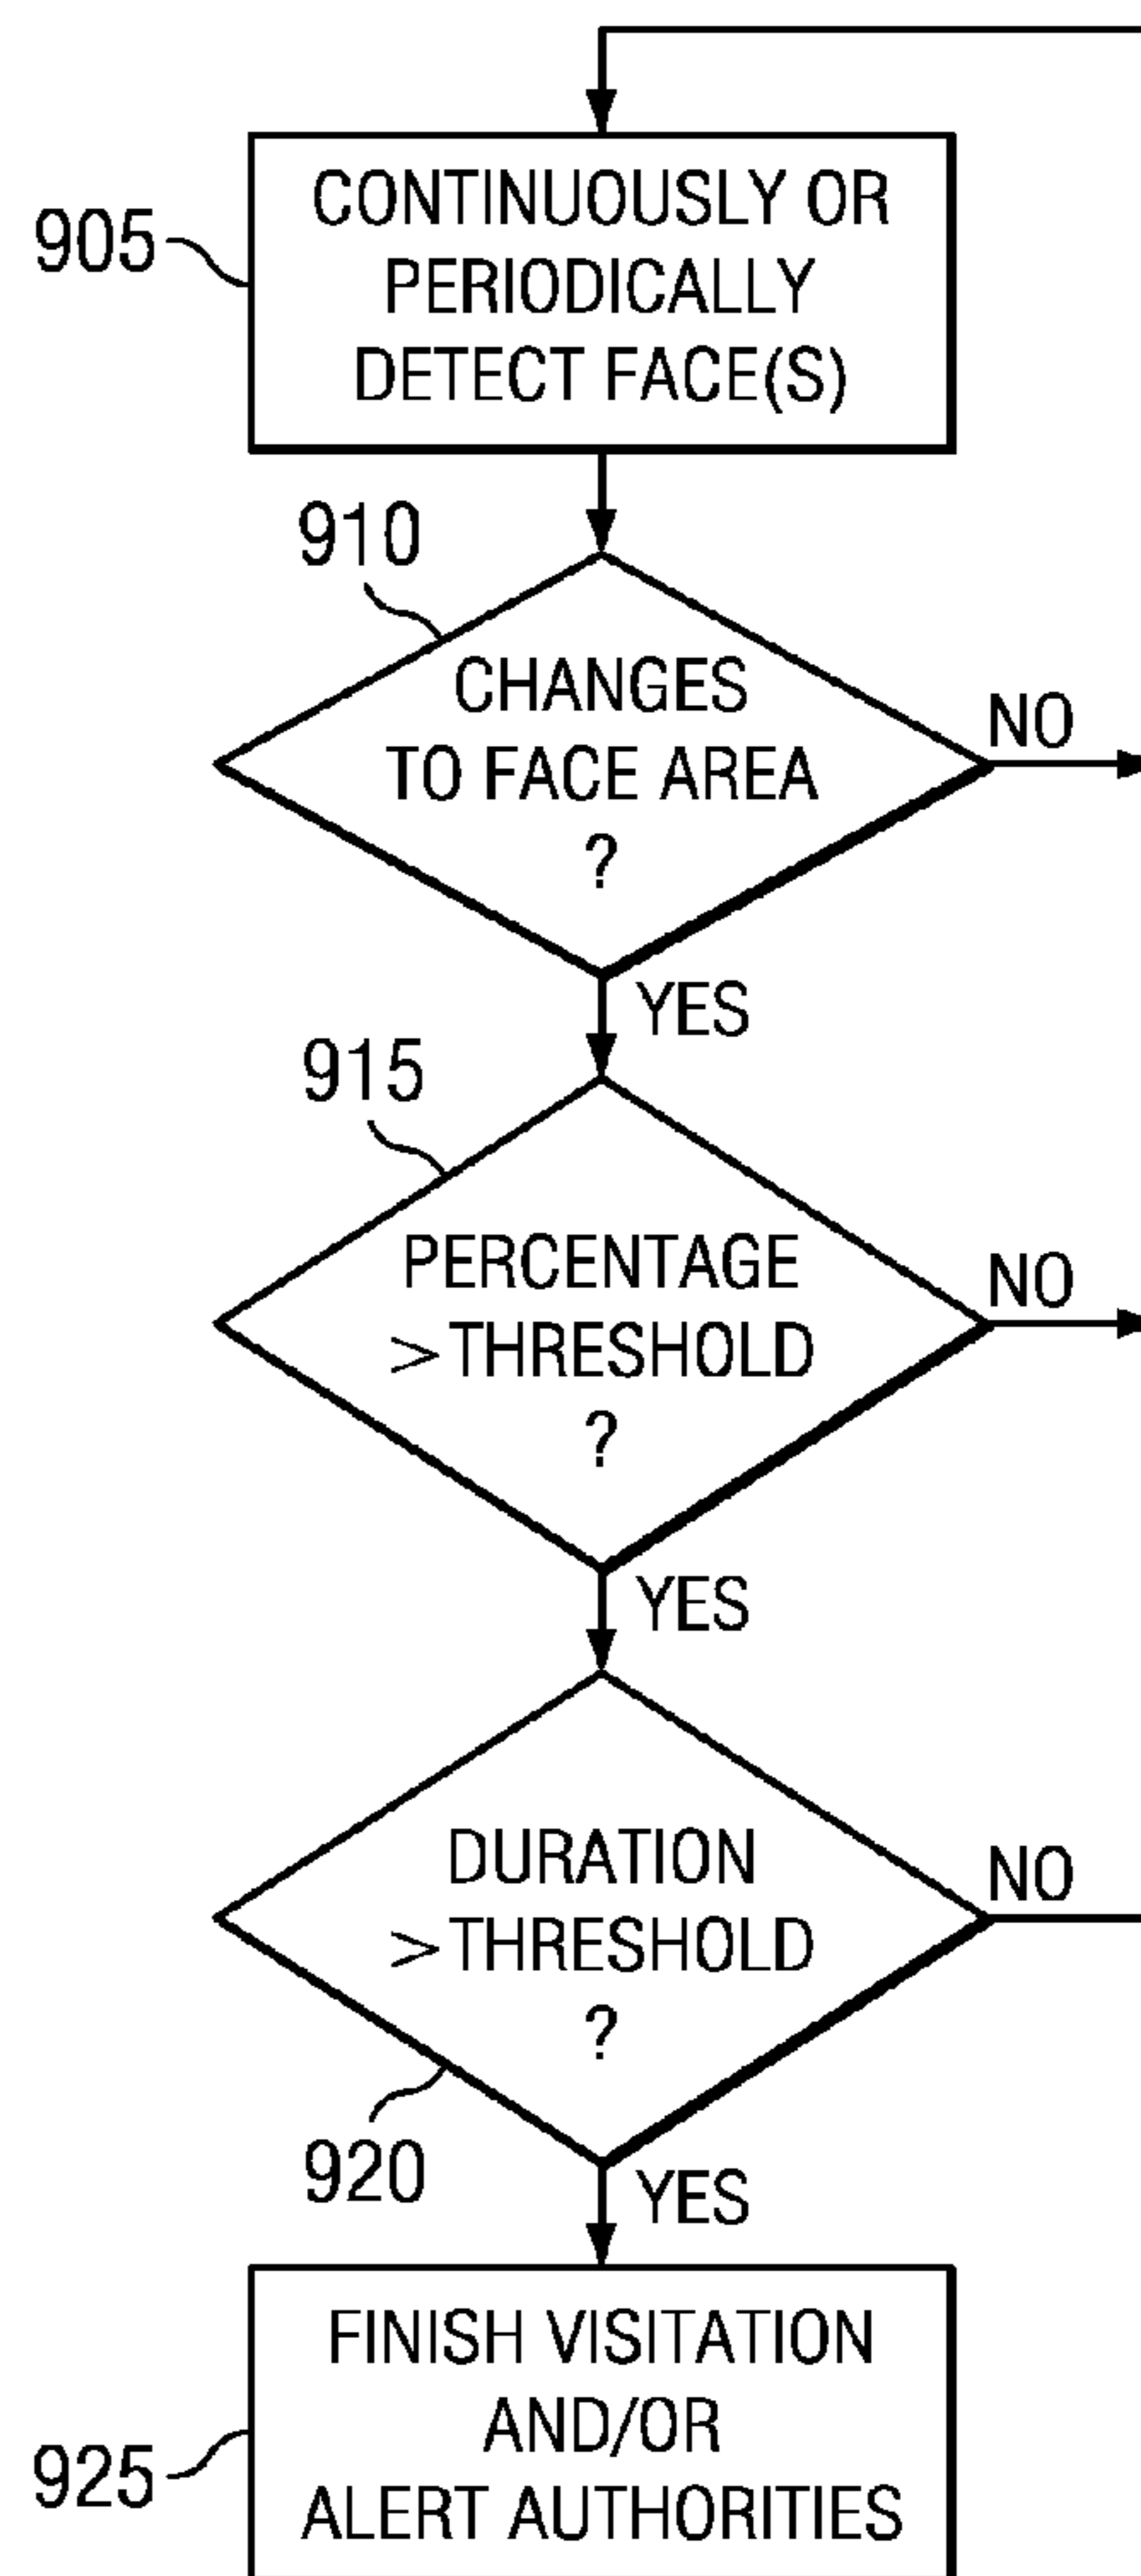 905
CONTINUOUSLY OR
PERIODICALLY
DETECT FACE(S)
910
CHANGES
TO FACE AREA
?
NO
YES
915
PERCENTAGE
>THRESHOLD
?
NO
YES
DURATION
>THRESHOLD
?
NO
920
YES
925
FINISH VISITATION
AND/OR
ALERT AUTHORITIES